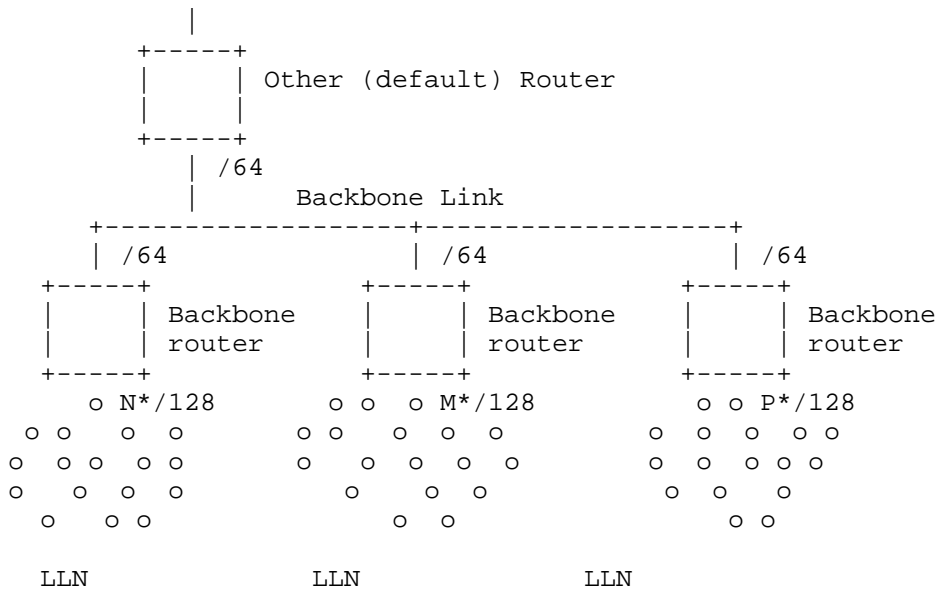 Other (default) Router
/64
Backbone Link
/64 /64 /64
Backbone Backbone Backbone
router router router
o N*/128 o o o M*/128 o o P*/128
o o o o o o o o o o o o o o
o o o o o o o o o o o o o o o
o o o o o o o o o o
o o o o o o o
LLN LLN LLN